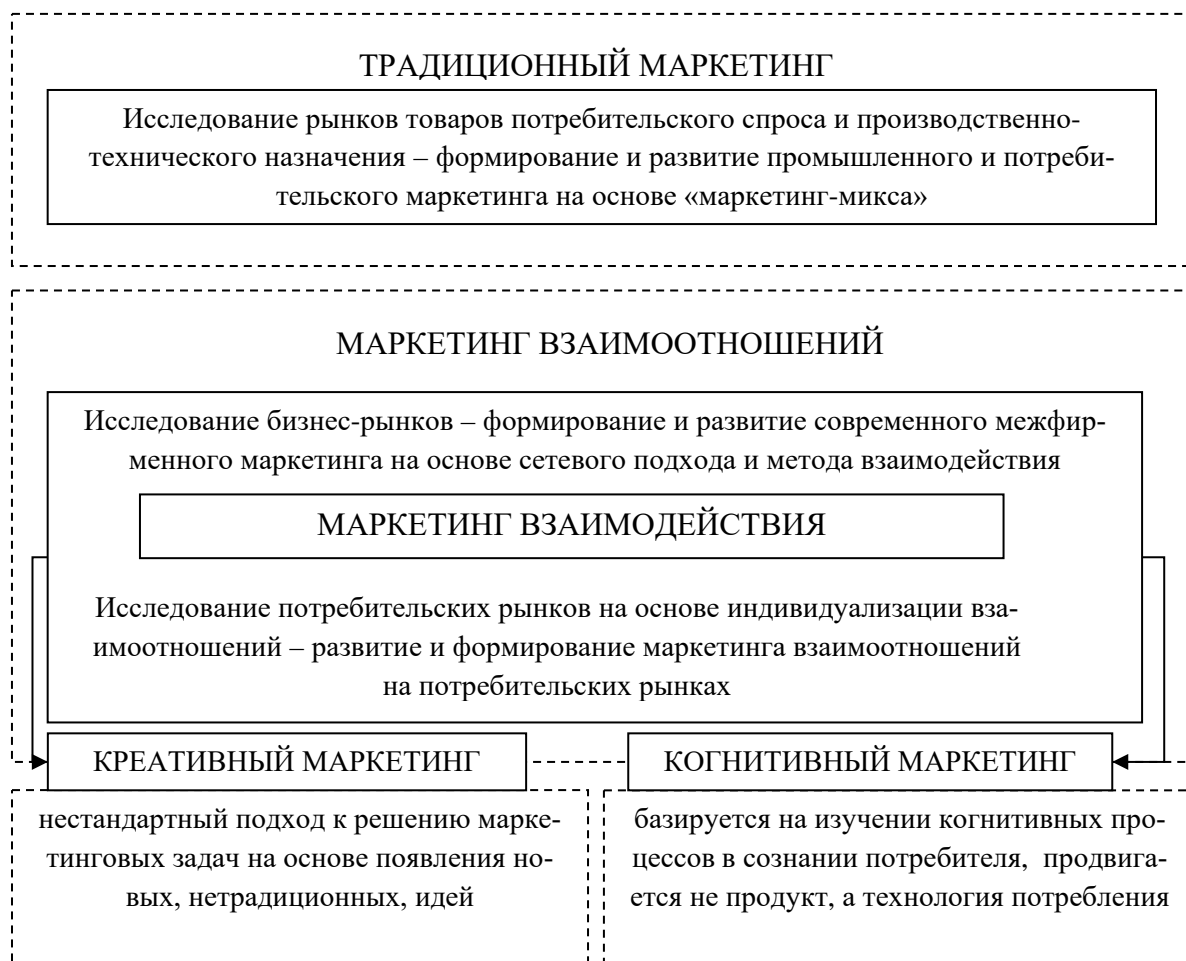 ТРАДИЦИОННЫЙ МАРКЕТИНГ
Исследование рынков товаров потребительского спроса и производственно-
технического назначения – формирование и развитие промышленного и потреби-
тельского маркетинга на основе «маркетинг-микса»
МАРКЕТИНГ ВЗАИМООТНОШЕНИЙ
Исследование бизнес-рынков – формирование и развитие современного межфир-
менного маркетинга на основе сетевого подхода и метода взаимодействия
МАРКЕТИНГ ВЗАИМОДЕЙСТВИЯ
Исследование потребительских рынков на основе индивидуализации вза-
имоотношений – развитие и формирование маркетинга взаимоотношений
на потребительских рынках
КРЕАТИВНЫЙ МАРКЕТИНГ
нестандартный подход к решению марке-
тинговых задач на основе появления но-
вых, нетрадиционных, идей
КОГНИТИВНЫЙ МАРКЕТИНГ
базируется на изучении когнитивных про-
цессов в сознании потребителя, продвига-
ется не продукт, а технология потребления